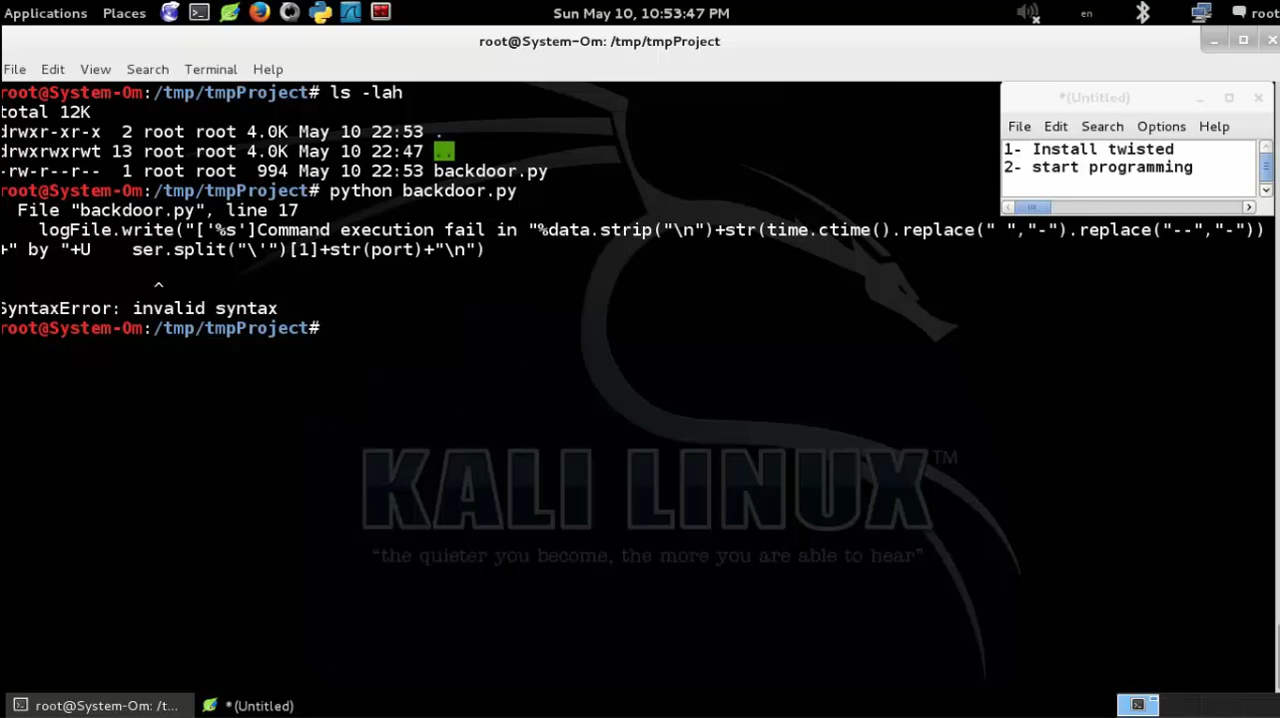 Applications Places Sun May 10, 10:53:47 PM en root
root@System-Om: /tmp/tmpProject
File Edit View Search Terminal Help
root@System-Om:/tmp/tmpProject# ls -lah
total 12K
drwxr-xr-x 2 root root 4.0K May 10 22:53 .
drwxrwxrwt 13 root root 4.0K May 10 22:47 ..
-rw-r--r-- 1 root root 994 May 10 22:53 backdoor.py
root@System-Om:/tmp/tmpProject# python backdoor.py
File "backdoor.py", line 17
logFile.write("['%s']Command execution fail in "%data.strip("\n")+str(time.ctime().replace(" ","-").replace("--","-"))
+" by "+U    ser.split("\'")[1]+str(port)+"\n")
^
SyntaxError: invalid syntax
root@System-Om:/tmp/tmpProject#
*(Untitled)
File Edit Search Options Help
1- Install twisted
2- start programming
KALI LINUX™
“the quieter you become, the more you are able to hear”
root@System-Om: /t...
*(Untitled)